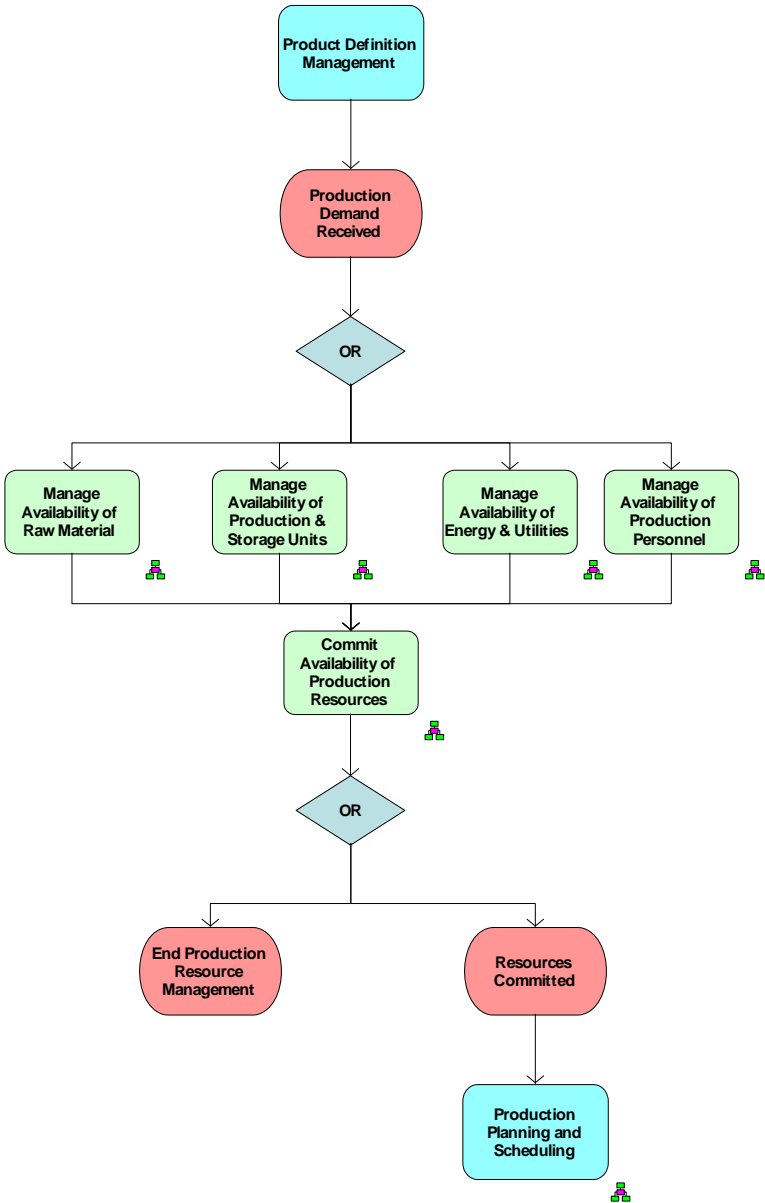 Product Definition
Management
Production
Demand
Received
OR
Manage
Availability of
Raw Material
Manage
Availability of
Production &
Storage Units
Manage
Availability of
Energy & Utilities
Manage
Availability of
Production
Personnel
Commit
Availability of
Production
Resources
OR
End Production
Resource
Management
Resources
Committed
Production
Planning and
Scheduling